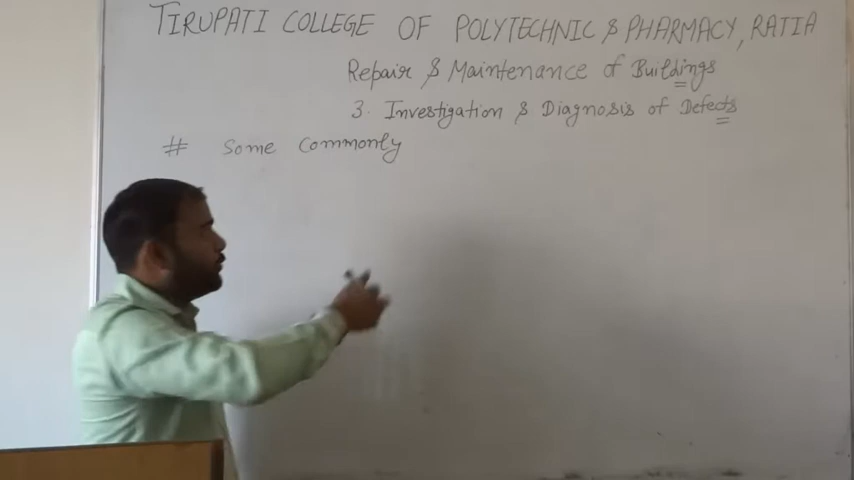 TIRUPATI COLLEGE OF POLYTECHNIC & PHARMACY, RATIA
Repair & Maintenance of Buildings
3. Investigation & Diagnosis of Defects
# Some Commonly